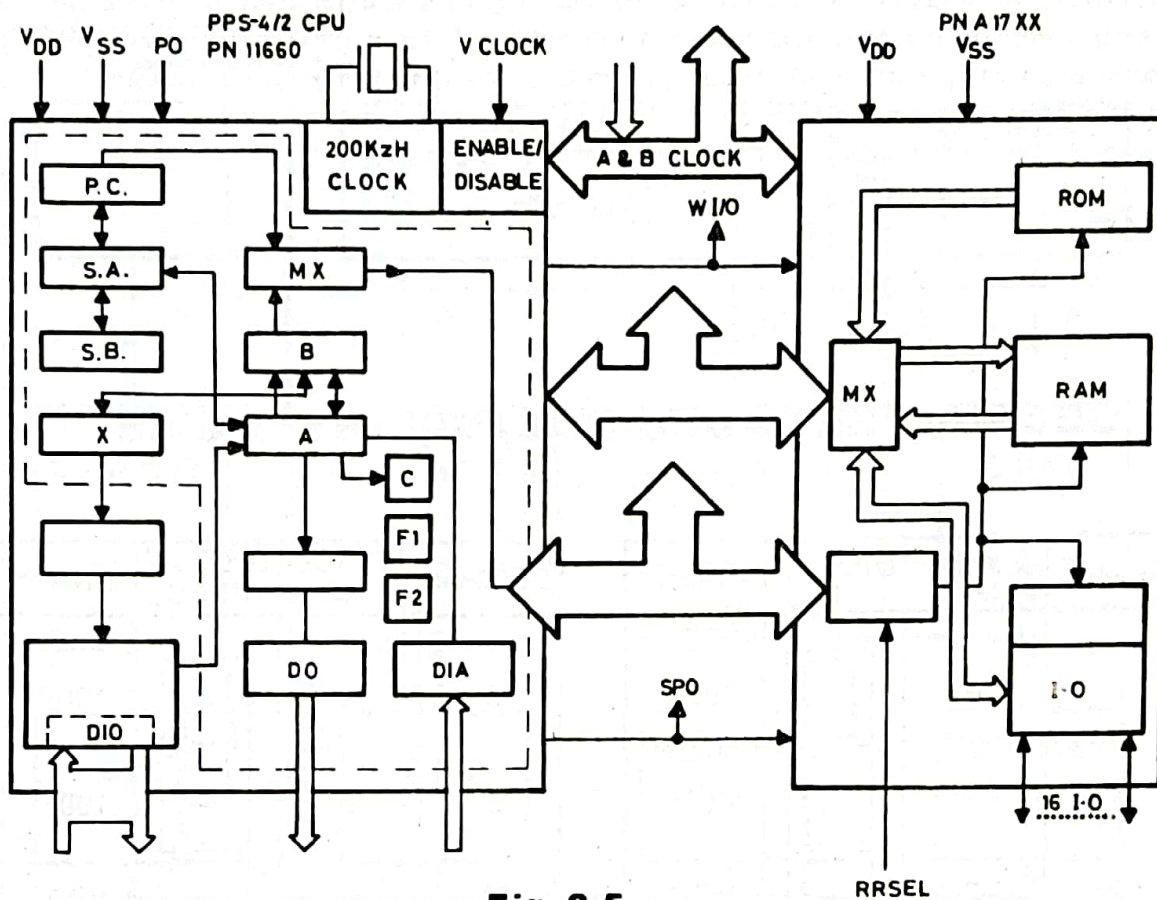 PPS-4/2 CPU
PN 11660
VDD
VSS
PO
V CLOCK
PN A 17 XX
VDD
VSS
200KzH
CLOCK
ENABLE/
DISABLE
A & B CLOCK
P.C.
S.A.
S.B.
X
MX
B
A
C
F1
F2
DO
DIA
DIO
W I/O
SPO
ROM
MX
RAM
I-O
16 I-O
RRSEL